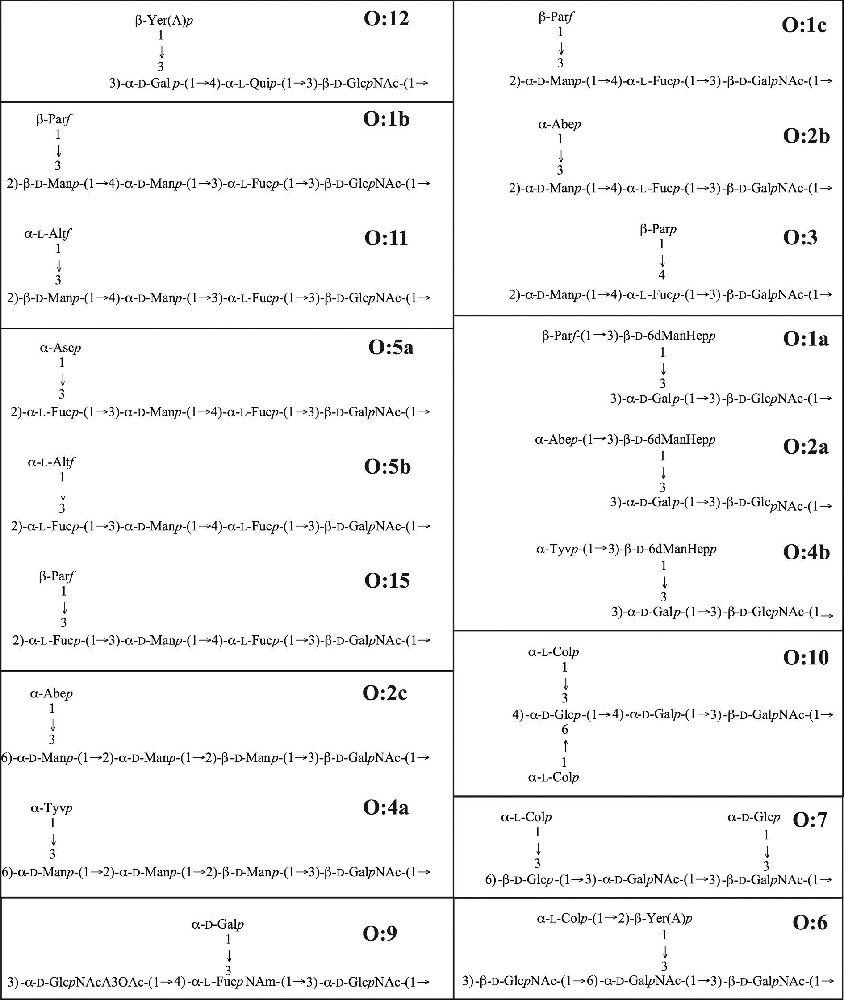 β-Yer(A)p
O:12
1
↓
3
3)-α-D-Galp-(1→4)-α-L-Quip-(1→3)-β-D-GlcpNAc-(1→
β-Parf
O:1b
1
↓
3
2)-β-D-Manp-(1→4)-α-D-Manp-(1→3)-α-L-Fucp-(1→3)-β-D-GlcpNAc-(1→
α-L-Altf
O:11
1
↓
3
2)-β-D-Manp-(1→4)-α-D-Manp-(1→3)-α-L-Fucp-(1→3)-β-D-GlcpNAc-(1→
α-Ascp
O:5a
1
↓
3
2)-α-L-Fucp-(1→3)-α-D-Manp-(1→4)-α-L-Fucp-(1→3)-β-D-GalpNAc-(1→
α-L-Altf
O:5b
1
↓
3
2)-α-L-Fucp-(1→3)-α-D-Manp-(1→4)-α-L-Fucp-(1→3)-β-D-GalpNAc-(1→
β-Parf
O:15
1
↓
3
2)-α-L-Fucp-(1→3)-α-D-Manp-(1→4)-α-L-Fucp-(1→3)-β-D-GalpNAc-(1→
α-Abep
O:2c
1
↓
3
6)-α-D-Manp-(1→2)-α-D-Manp-(1→2)-β-D-Manp-(1→3)-β-D-GalpNAc-(1→
α-Tyvp
O:4a
1
↓
3
6)-α-D-Manp-(1→2)-α-D-Manp-(1→2)-β-D-Manp-(1→3)-β-D-GalpNAc-(1→
α-D-Galp
O:9
1
↓
3
3)-α-D-GlcpNAcA3OAc-(1→4)-α-L-FucpNAm-(1→3)-α-D-GlcpNAc-(1→
β-Parf
O:1c
1
↓
3
2)-α-D-Manp-(1→4)-α-L-Fucp-(1→3)-β-D-GalpNAc-(1→
α-Abep
O:2b
1
↓
3
2)-α-D-Manp-(1→4)-α-L-Fucp-(1→3)-β-D-GalpNAc-(1→
β-Parp
O:3
1
↓
4
2)-α-D-Manp-(1→4)-α-L-Fucp-(1→3)-β-D-GalpNAc-(1→
β-Parf-(1→3)-β-D-6dManHepp
O:1a
1
↓
3
3)-α-D-Galp-(1→3)-β-D-GlcpNAc-(1→
α-Abep-(1→3)-β-D-6dManHepp
O:2a
1
↓
3
3)-α-D-Galp-(1→3)-β-D-GlcpNAc-(1→
α-Tyvp-(1→3)-β-D-6dManHepp
O:4b
1
↓
3
3)-α-D-Galp-(1→3)-β-D-GlcpNAc-(1→
α-L-Colp
O:10
1
↓
3
4)-α-D-Glcp-(1→4)-α-D-Galp-(1→3)-β-D-GalpNAc-(1→
6
↑
1
α-L-Colp
α-L-Colp α-D-Glcp
O:7
1 1
↓ ↓
3 3
6)-β-D-Glcp-(1→3)-α-D-GalpNAc-(1→3)-β-D-GalpNAc-(1→
α-L-Colp-(1→2)-β-Yer(A)p
O:6
1
↓
3
3)-β-D-GlcpNAc-(1→6)-α-D-GalpNAc-(1→3)-β-D-GalpNAc-(1→